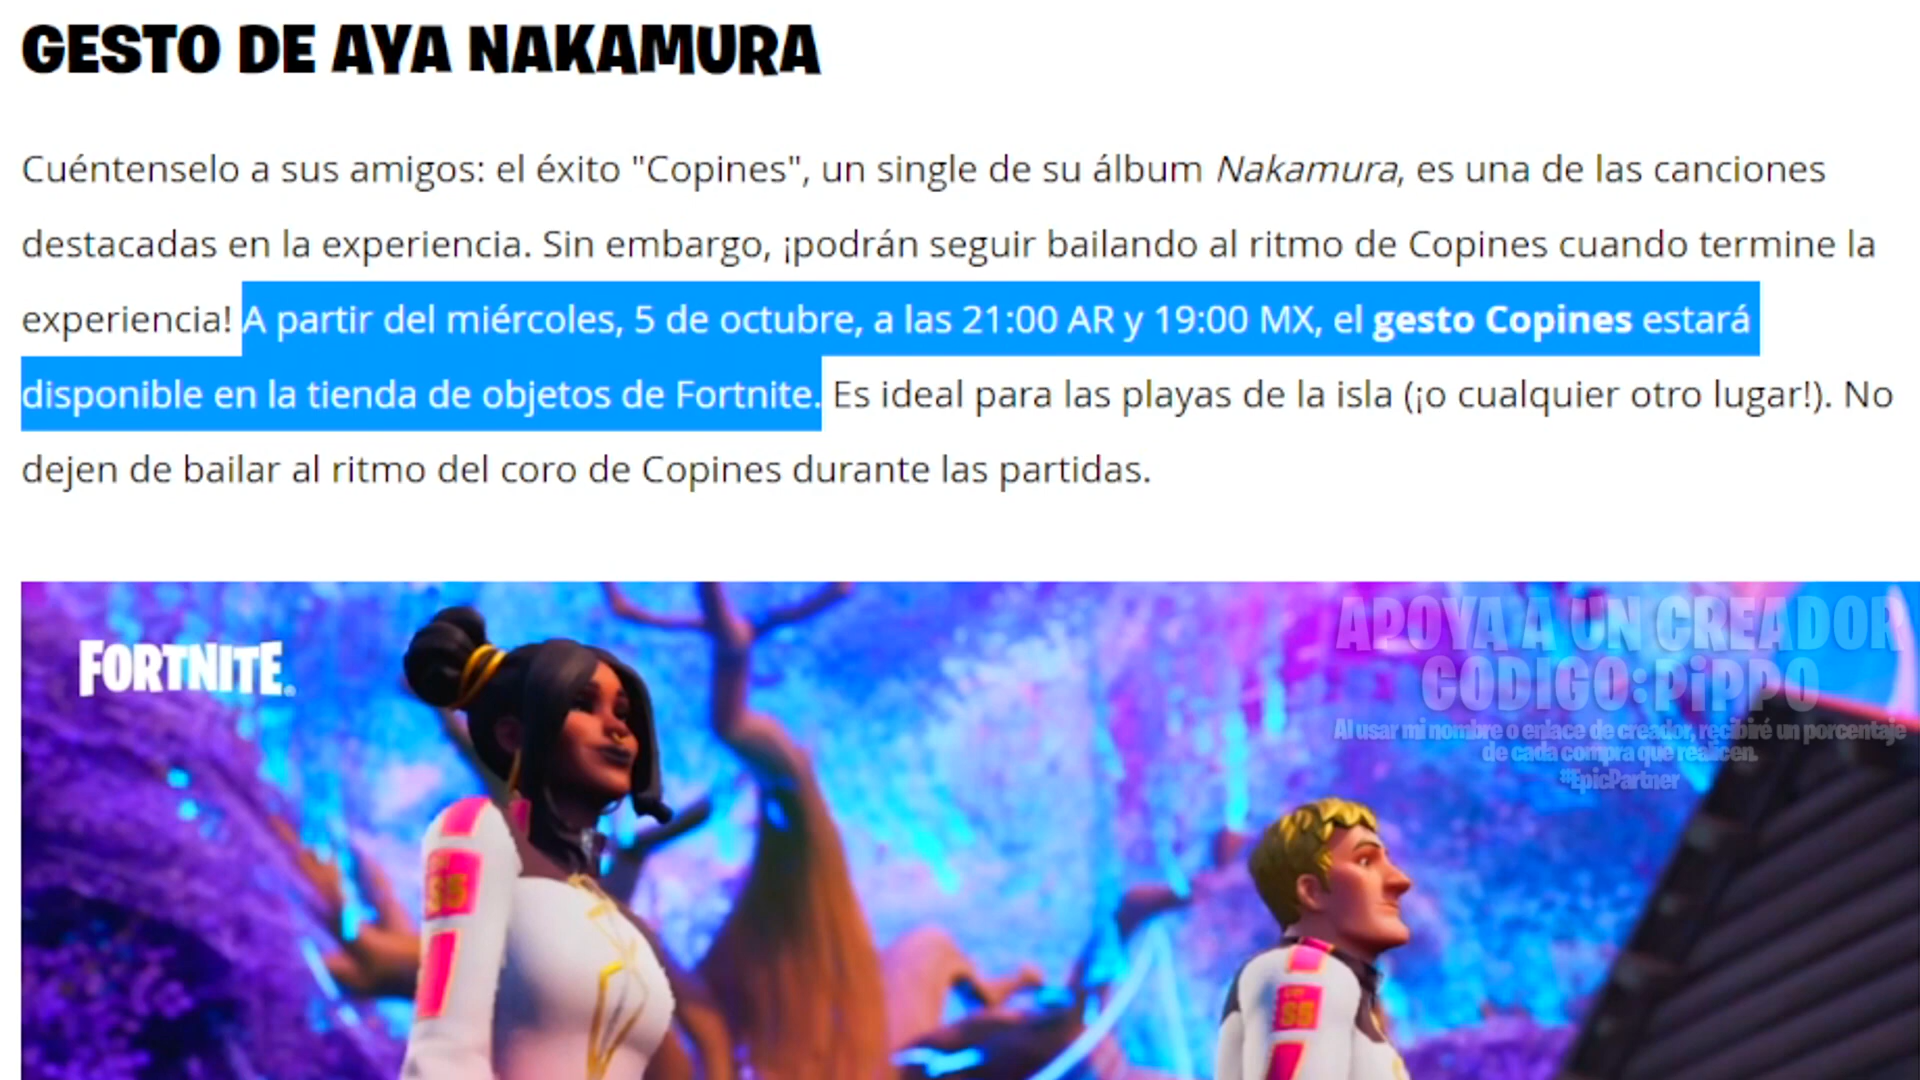 GESTO DE AYA NAKAMURA
Cuéntenselo a sus amigos: el éxito "Copines", un single de su álbum Nakamura, es una de las canciones
destacadas en la experiencia. Sin embargo, ¡podrán seguir bailando al ritmo de Copines cuando termine la
experiencia! A partir del miércoles, 5 de octubre, a las 21:00 AR y 19:00 MX, el gesto Copines estará
disponible en la tienda de objetos de Fortnite. Es ideal para las playas de la isla (¡o cualquier otro lugar!). No
dejen de bailar al ritmo del coro de Copines durante las partidas.
FORTNITE.
APOYA A UN CREADOR
CODIGO:PiPPO
Al usar mi nombre o enlace de creador, recibiré un porcentaje
de cada compra que realicen.
#EpicPartner